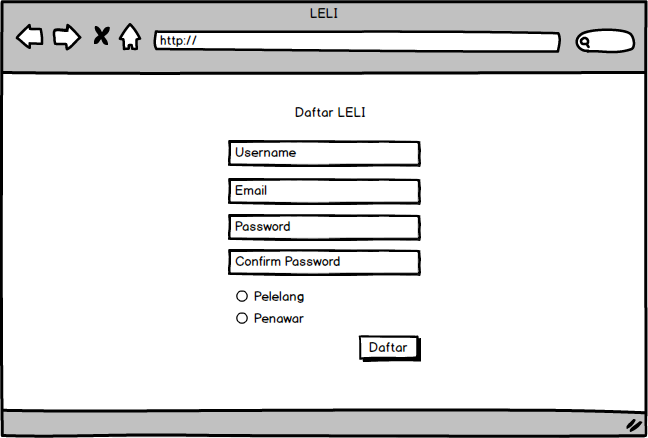 LELI
http://
Daftar LELI
Username
Email
Password
Confirm Password
Pelelang
Penawar
Daftar